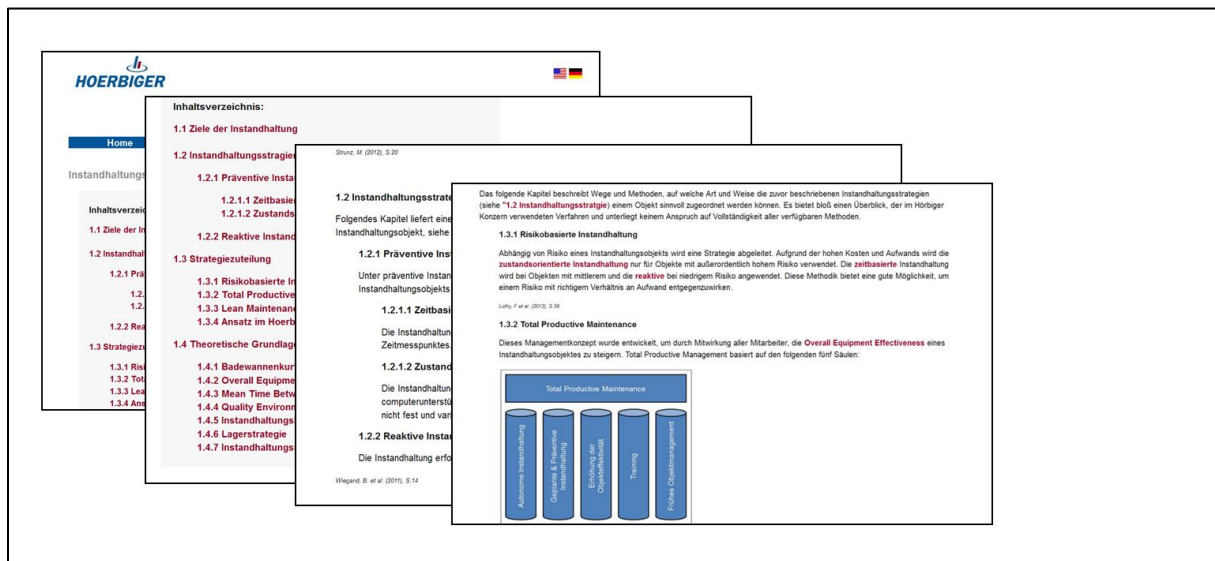 HOERBIGER
Home
Instandhaltungs
Inhaltsverzeic
1.1 Ziele der In
1.2 Instandhalt
1.2.1 Prä
1.2.
1.2.
1.2.2 Rea
1.3 Strategiezu
1.3.1 Risi
1.3.2 Tot
1.3.3 Lea
1.3.4 Ans
Inhaltsverzeichnis:
1.1 Ziele der Instandhaltung
1.2 Instandhaltungsstragien
1.2.1 Präventive Insta
1.2.1.1 Zeitbasie
1.2.1.2 Zustands
1.2.2 Reaktive Instand
1.3 Strategiezuteilung
1.3.1 Risikobasierte In
1.3.2 Total Productive
1.3.3 Lean Maintenanc
1.3.4 Ansatz im Hoerb
1.4 Theoretische Grundlage
1.4.1 Badewannenkur
1.4.2 Overall Equipme
1.4.3 Mean Time Betw
1.4.4 Quality Environm
1.4.5 Instandhaltungsk
1.4.6 Lagerstrategie
1.4.7 Instandhaltungs
Strunz, M. (2012), S.20
1.2 Instandhaltungsstrate
Folgendes Kapitel liefert eine
Instandhaltungsobjekt, siehe
1.2.1 Präventive Ins
Unter präventive Instan
Instandhaltungsobjekts
1.2.1.1 Zeitbasi
Die Instandhaltung
Zeitmesspunktes.
1.2.1.2 Zustand
Die Instandhaltung
computerunterstü
nicht fest und vari
1.2.2 Reaktive Instan
Die Instandhaltung erfo
Wiegand, B. et al. (2011), S.14
Das folgende Kapitel beschreibt Wege und Methoden, auf welche Art und Weise die zuvor beschriebenen Instandhaltungsstrategien
(siehe "1.2 Instandhaltungsstratgie) einem Objekt sinnvoll zugeordnet werden können. Es bietet bloß einen Überblick, der im Hörbiger
Konzern verwendeten Verfahren und unterliegt keinem Anspruch auf Vollständigkeit aller verfügbaren Methoden.
1.3.1 Risikobasierte Instandhaltung
Abhängig von Risiko eines Instandhaltungsobjekts wird eine Strategie abgeleitet. Aufgrund der hohen Kosten und Aufwands wird die
zustandsorientierte Instandhaltung nur für Objekte mit außerordentlich hohem Risiko verwendet. Die zeitbasierte Instandhaltung
wird bei Objekten mit mittlerem und die reaktive bei niedrigem Risiko angewendet. Diese Methodik bietet eine gute Möglichkeit, um
einem Risiko mit richtigem Verhältnis an Aufwand entgegenzuwirken.
Lüthy, F et al. (2013), S.58
1.3.2 Total Productive Maintenance
Dieses Managementkonzept wurde entwickelt, um durch Mitwirkung aller Mitarbeiter, die Overall Equipment Effectiveness eines
Instandhaltungsobjektes zu steigern. Total Productive Management basiert auf den folgenden fünf Säulen:
Total Productive Maintenance
Autonome Instandhaltung
Geplante & Präventive
Instandhaltung
Erhöhung der
Objekteffektivität
Training
Frühes Objektmanagement